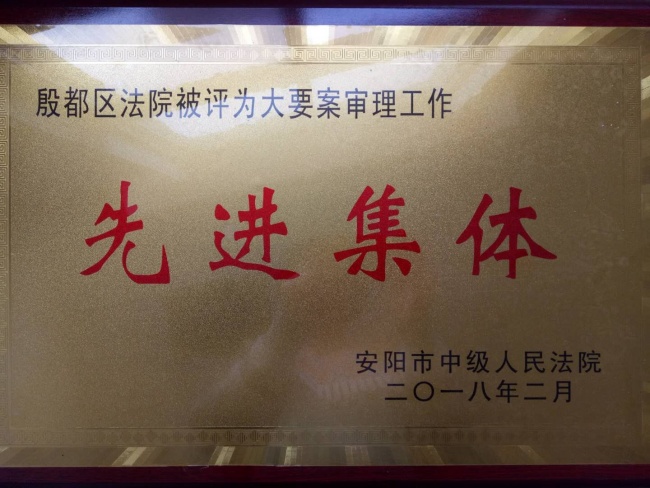 殷都区法院被评为大要案审理工作
先进集体
安阳市中级人民法院
二〇一八年二月